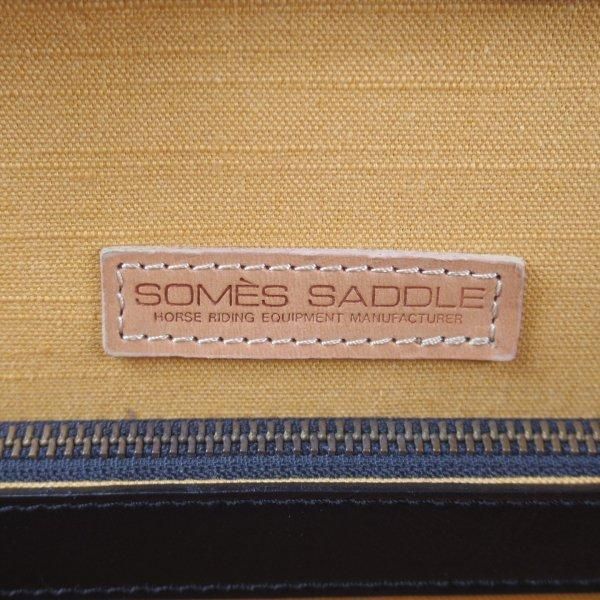 SOMÈS SADDLE
HORSE RIDING EQUIPMENT MANUFACTURER